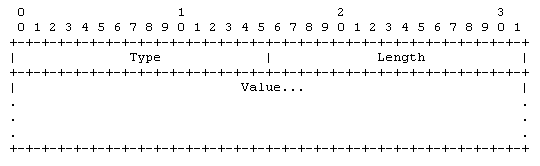 0                   1                   2                   3
 0 1 2 3 4 5 6 7 8 9 0 1 2 3 4 5 6 7 8 9 0 1 2 3 4 5 6 7 8 9 0 1
+-+-+-+-+-+-+-+-+-+-+-+-+-+-+-+-+-+-+-+-+-+-+-+-+-+-+-+-+-+-+-+-+
|              Type             |             Length            |
+-+-+-+-+-+-+-+-+-+-+-+-+-+-+-+-+-+-+-+-+-+-+-+-+-+-+-+-+-+-+-+-+
|                            Value...                           |
.                                                               .
.                                                               .
.                                                               .
+-+-+-+-+-+-+-+-+-+-+-+-+-+-+-+-+-+-+-+-+-+-+-+-+-+-+-+-+-+-+-+-+